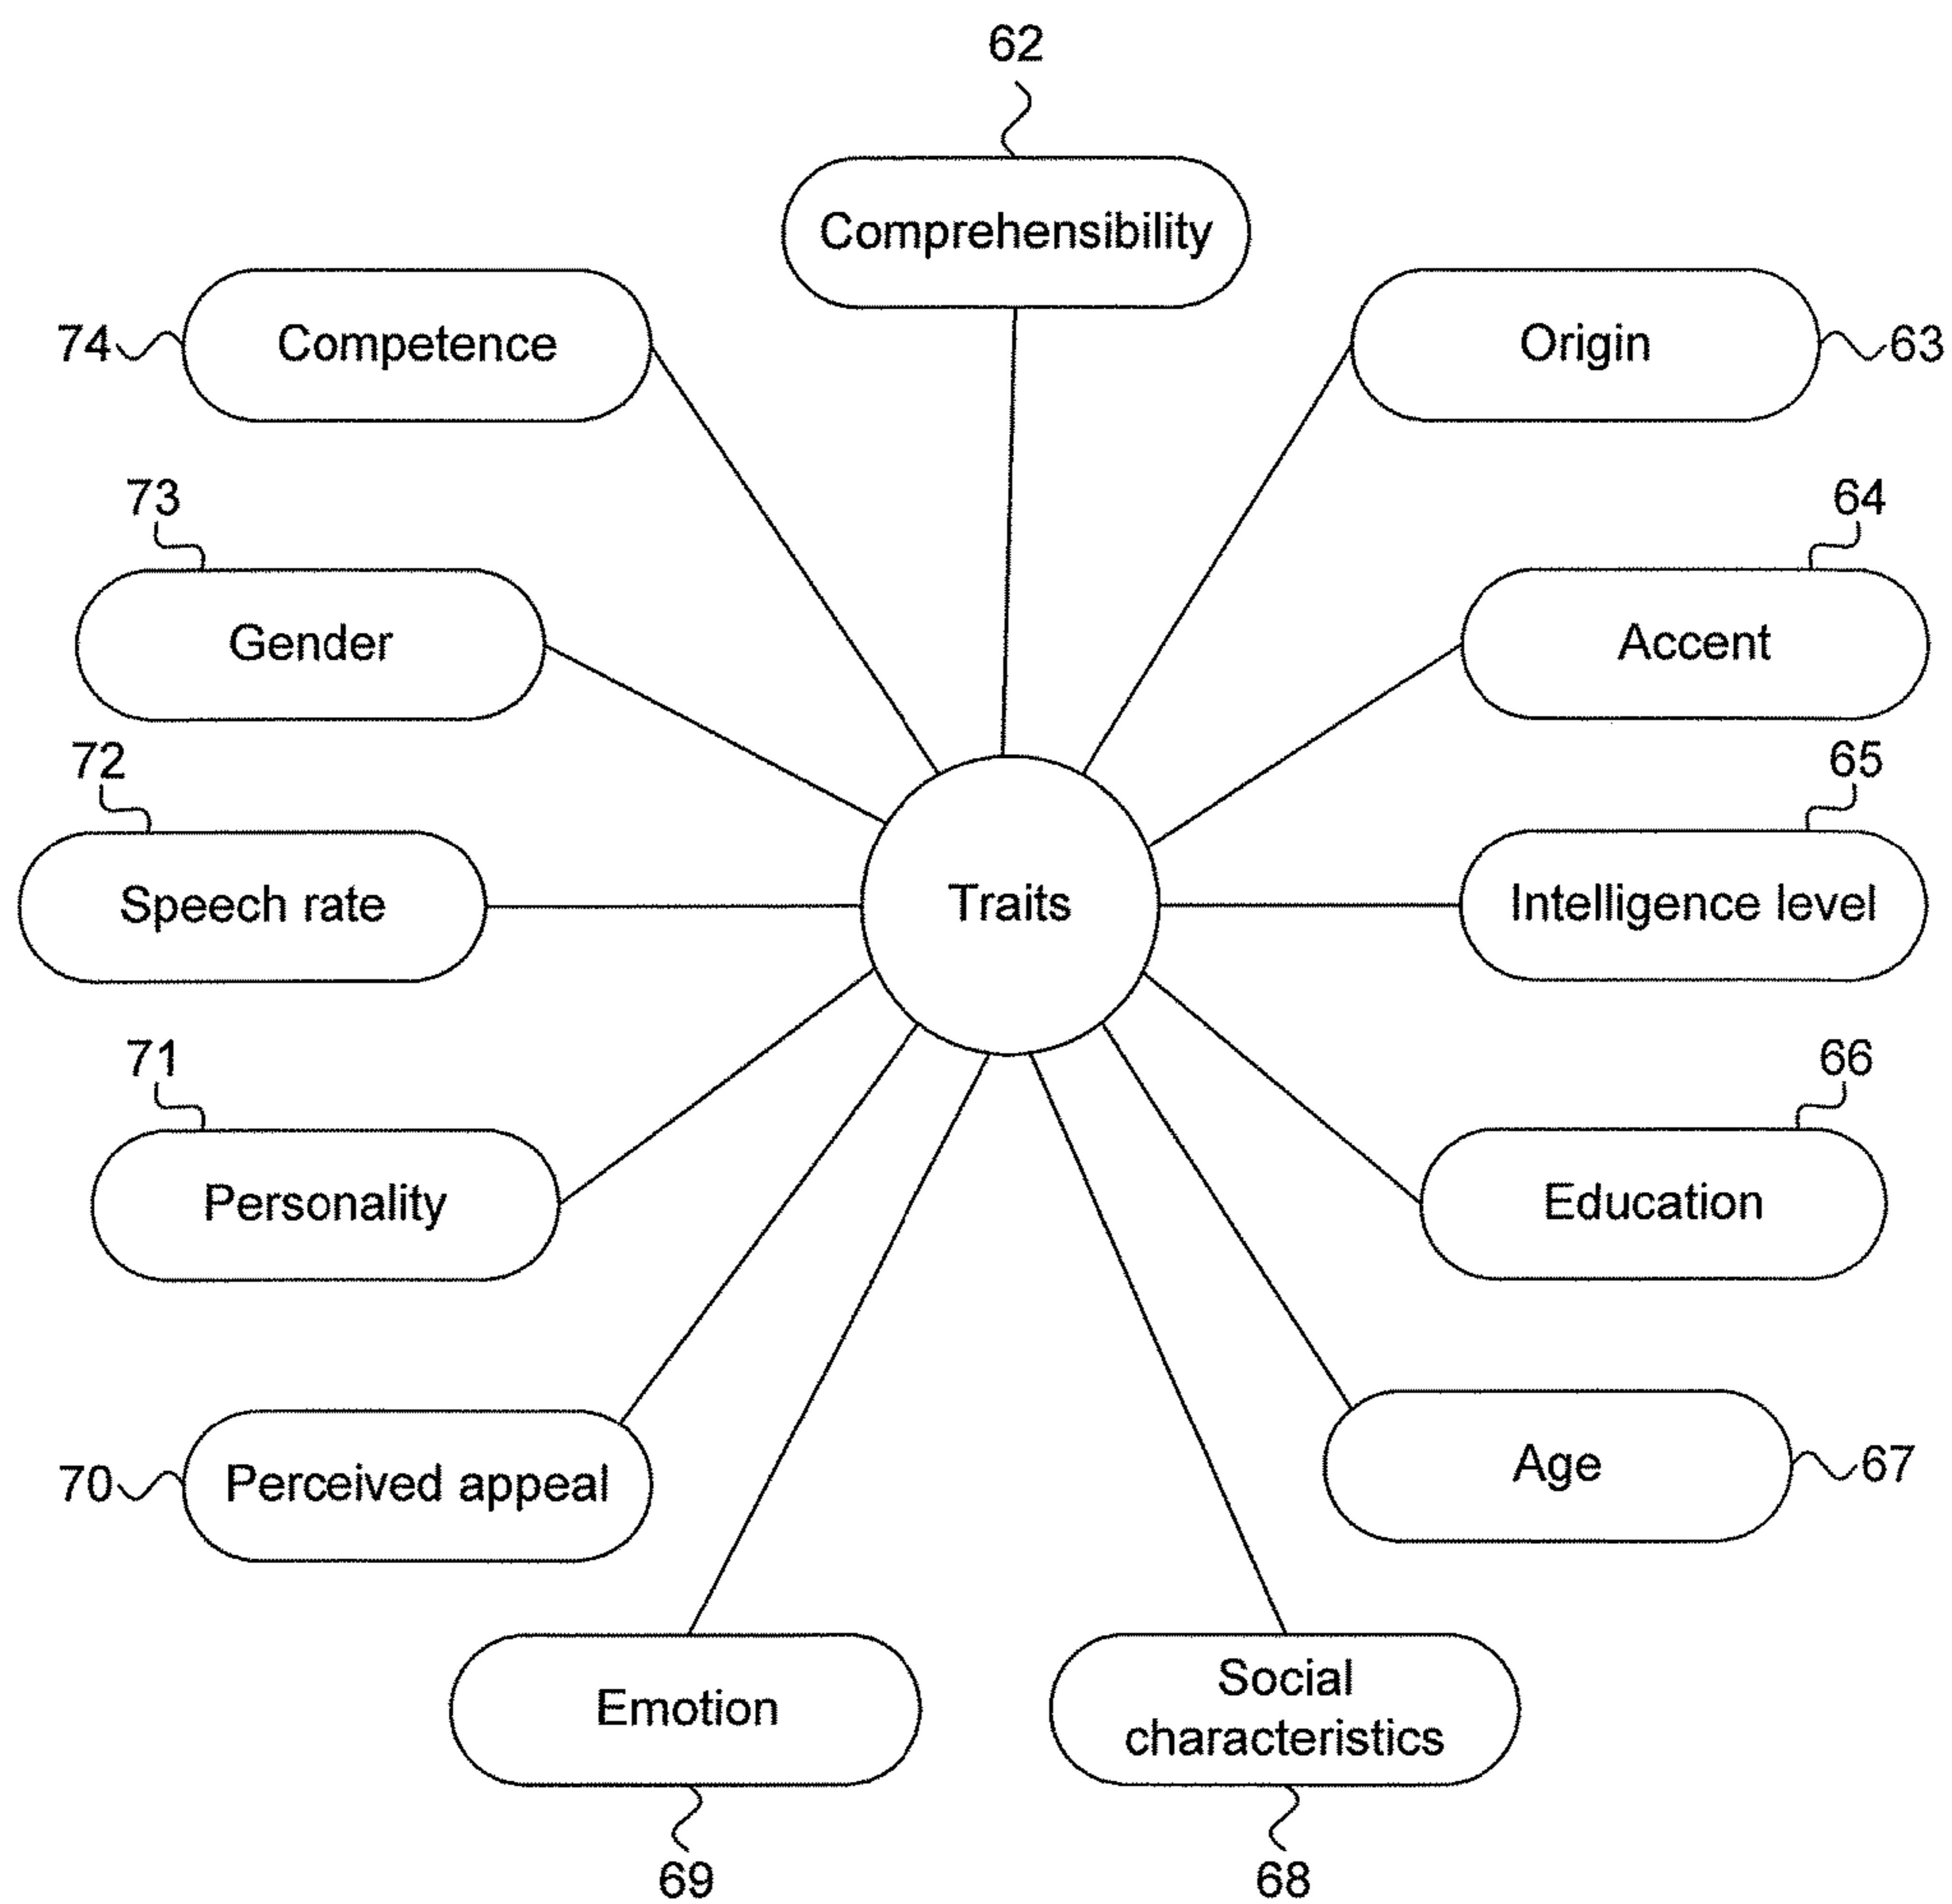 62
Comprehensibility
74
Competence
Origin
63
73
64
Gender
Accent
72
65
Speech rate
Traits
Intelligence level
71
66
Personality
Education
70
Perceived appeal
Age
67
Emotion
Social
characteristics
69
68